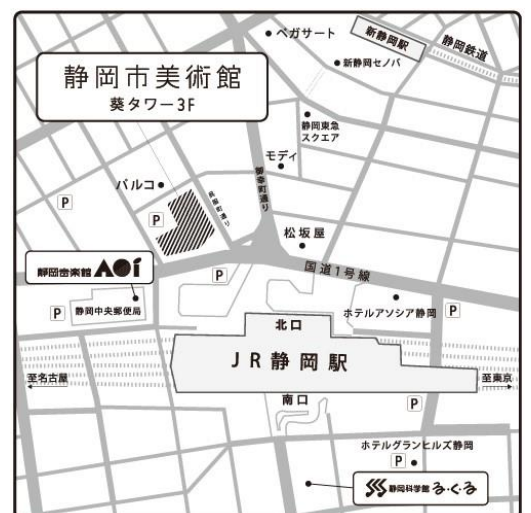 ペガサート
新静岡駅
静岡鉄道
静岡市美術館
葵タワー3F
新静岡セノバ
静岡東急
スクエア
モディ
パルコ
御幸町通り
呉服町通り
P
P
松坂屋
国道1号線
静岡音楽館 AOi
P
P
静岡中央郵便局
ホテルアソシア静岡
P
北口
JR静岡駅
至名古屋
至東京
南口
P
ホテルグランヒルズ静岡
P
静岡科学館 る・く・る